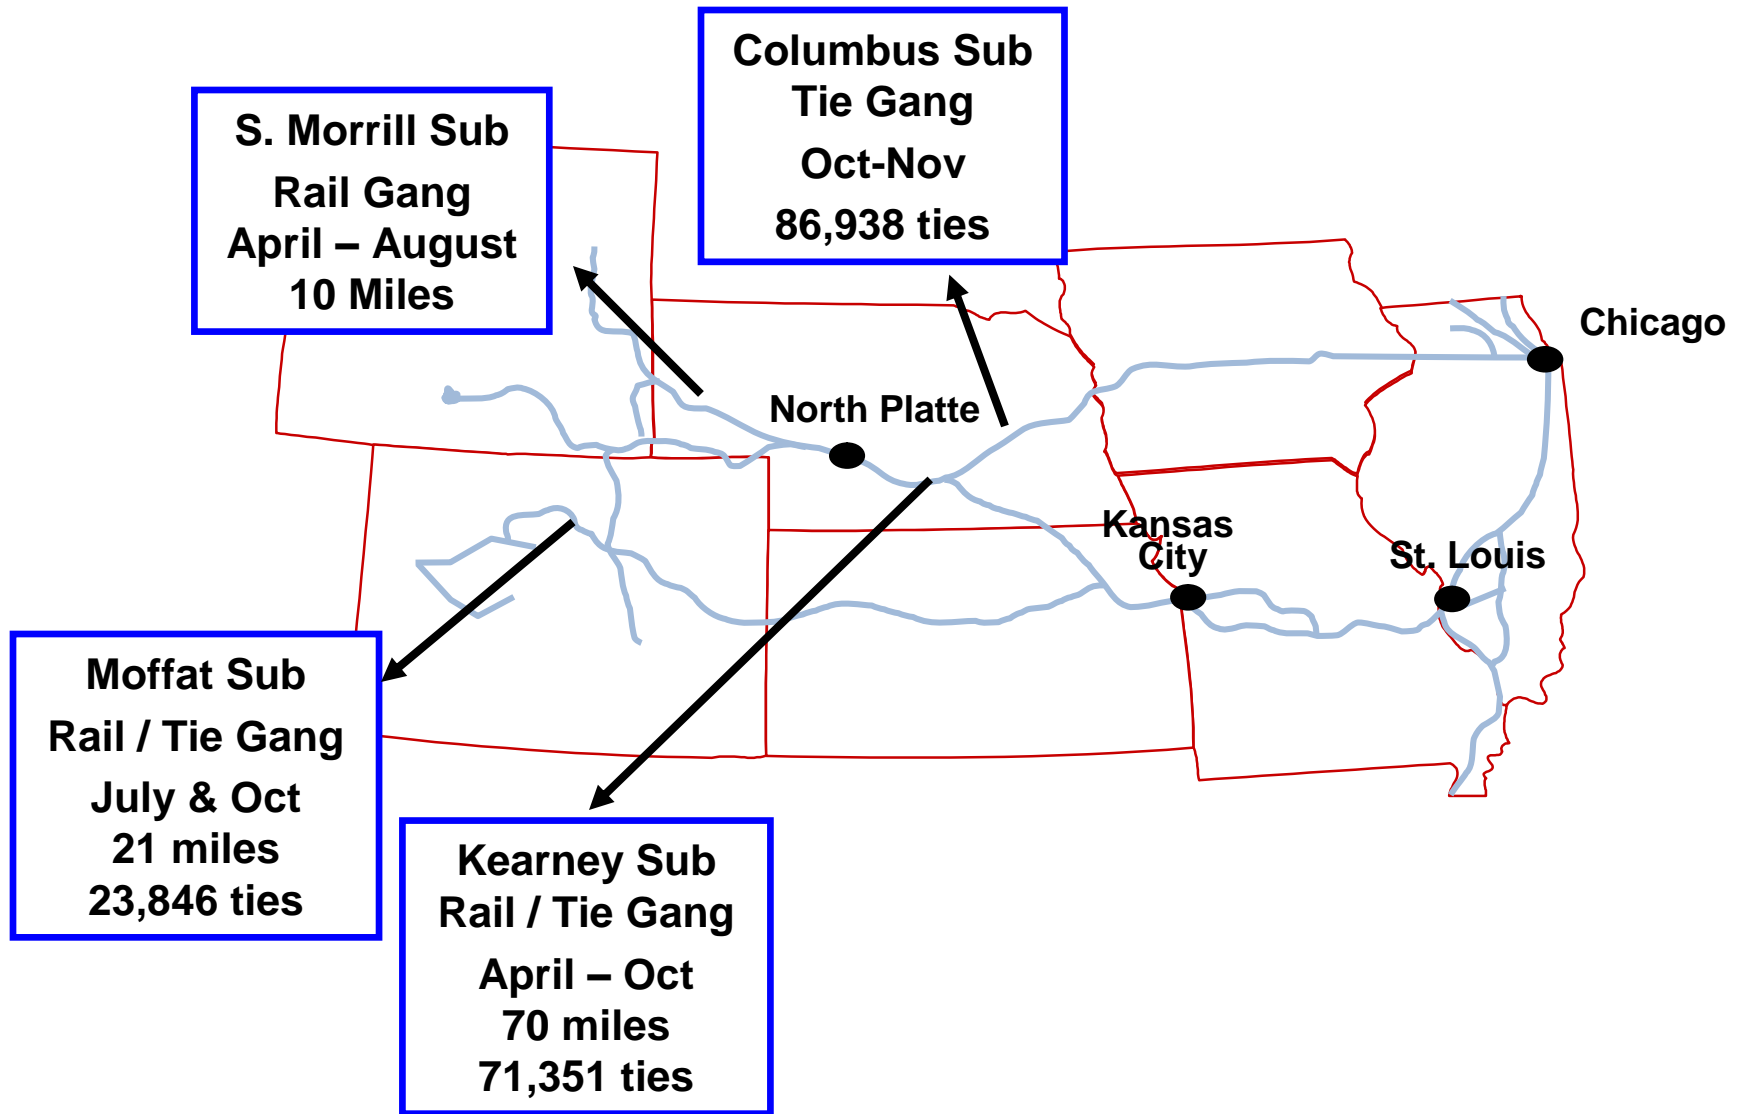 Columbus Sub
Tie Gang
Oct-Nov
86,938 ties
S. Morrill Sub
Rail Gang
April – August
10 Miles
Chicago
North Platte
Kansas
City
St. Louis
Moffat Sub
Rail / Tie Gang
July & Oct
21 miles
23,846 ties
Kearney Sub
Rail / Tie Gang
April – Oct
70 miles
71,351 ties